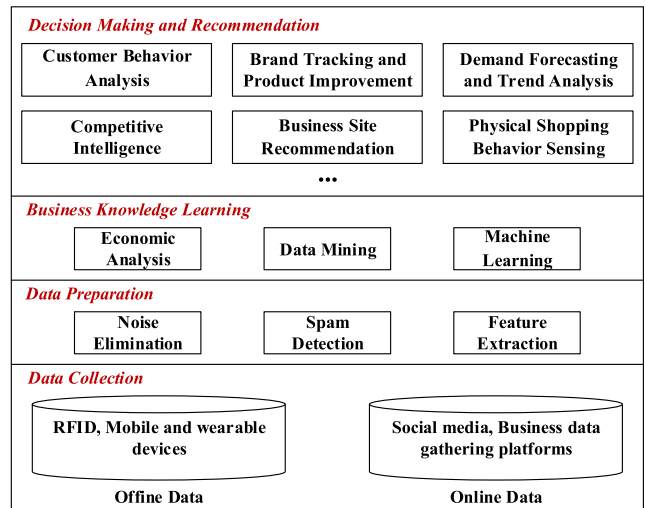 Decision Making and Recommendation
Customer Behavior
Analysis
Brand Tracking and
Product Improvement
Demand Forecasting
and Trend Analysis
Competitive
Intelligence
Business Site
Recommendation
Physical Shopping
Behavior Sensing
...
Business Knowledge Learning
Economic
Analysis
Data Mining
Machine
Learning
Data Preparation
Noise
Elimination
Spam
Detection
Feature
Extraction
Data Collection
RFID, Mobile and wearable
devices
Social media, Business data
gathering platforms
Offine Data
Online Data